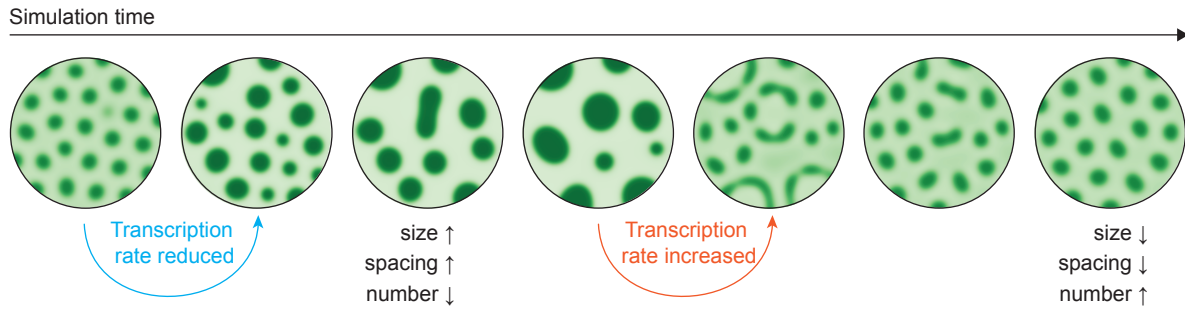 Simulation time
Transcription
rate reduced
size ↑
spacing ↑
number ↓
Transcription
rate increased
size ↓
spacing ↓
number ↑